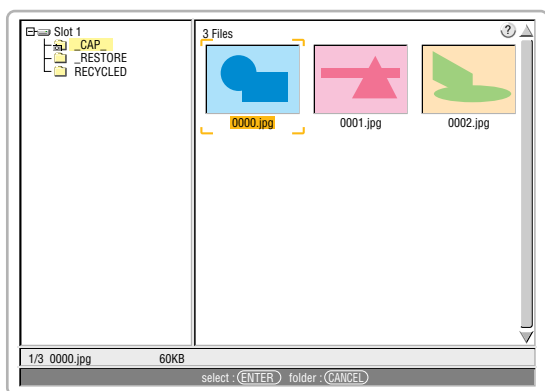 Slot 1
_CAP_
_RESTORE
RECYCLED
3 Files
?
0000.jpg 0001.jpg 0002.jpg
1/3 0000.jpg 60KB
select : ENTER folder : CANCEL